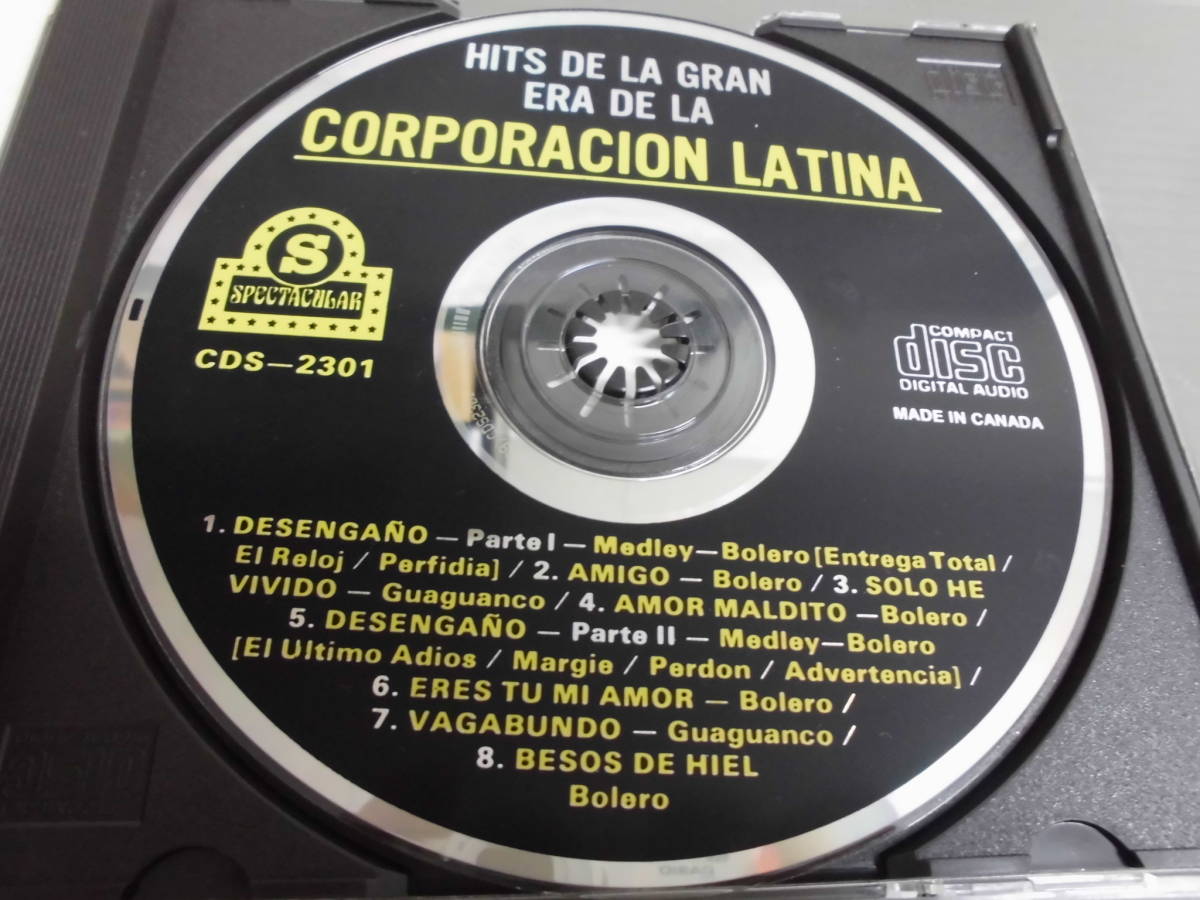 HITS DE LA GRAN
ERA DE LA
CORPORACION LATINA
S
SPECTACULAR
CDS—2301
COMPACT
disc
DIGITAL AUDIO
MADE IN CANADA
1. DESENGAÑO — Parte I — Medley—Bolero [Entrega Total /
El Reloj / Perfidia] / 2. AMIGO — Bolero / 3. SOLO HE
VIVIDO — Guaguanco / 4. AMOR MALDITO —Bolero /
5. DESENGAÑO — Parte II — Medley—Bolero
[El Ultimo Adios / Margie / Perdon / Advertencia] /
6. ERES TU MI AMOR — Bolero /
7. VAGABUNDO — Guaguanco /
8. BESOS DE HIEL
Bolero